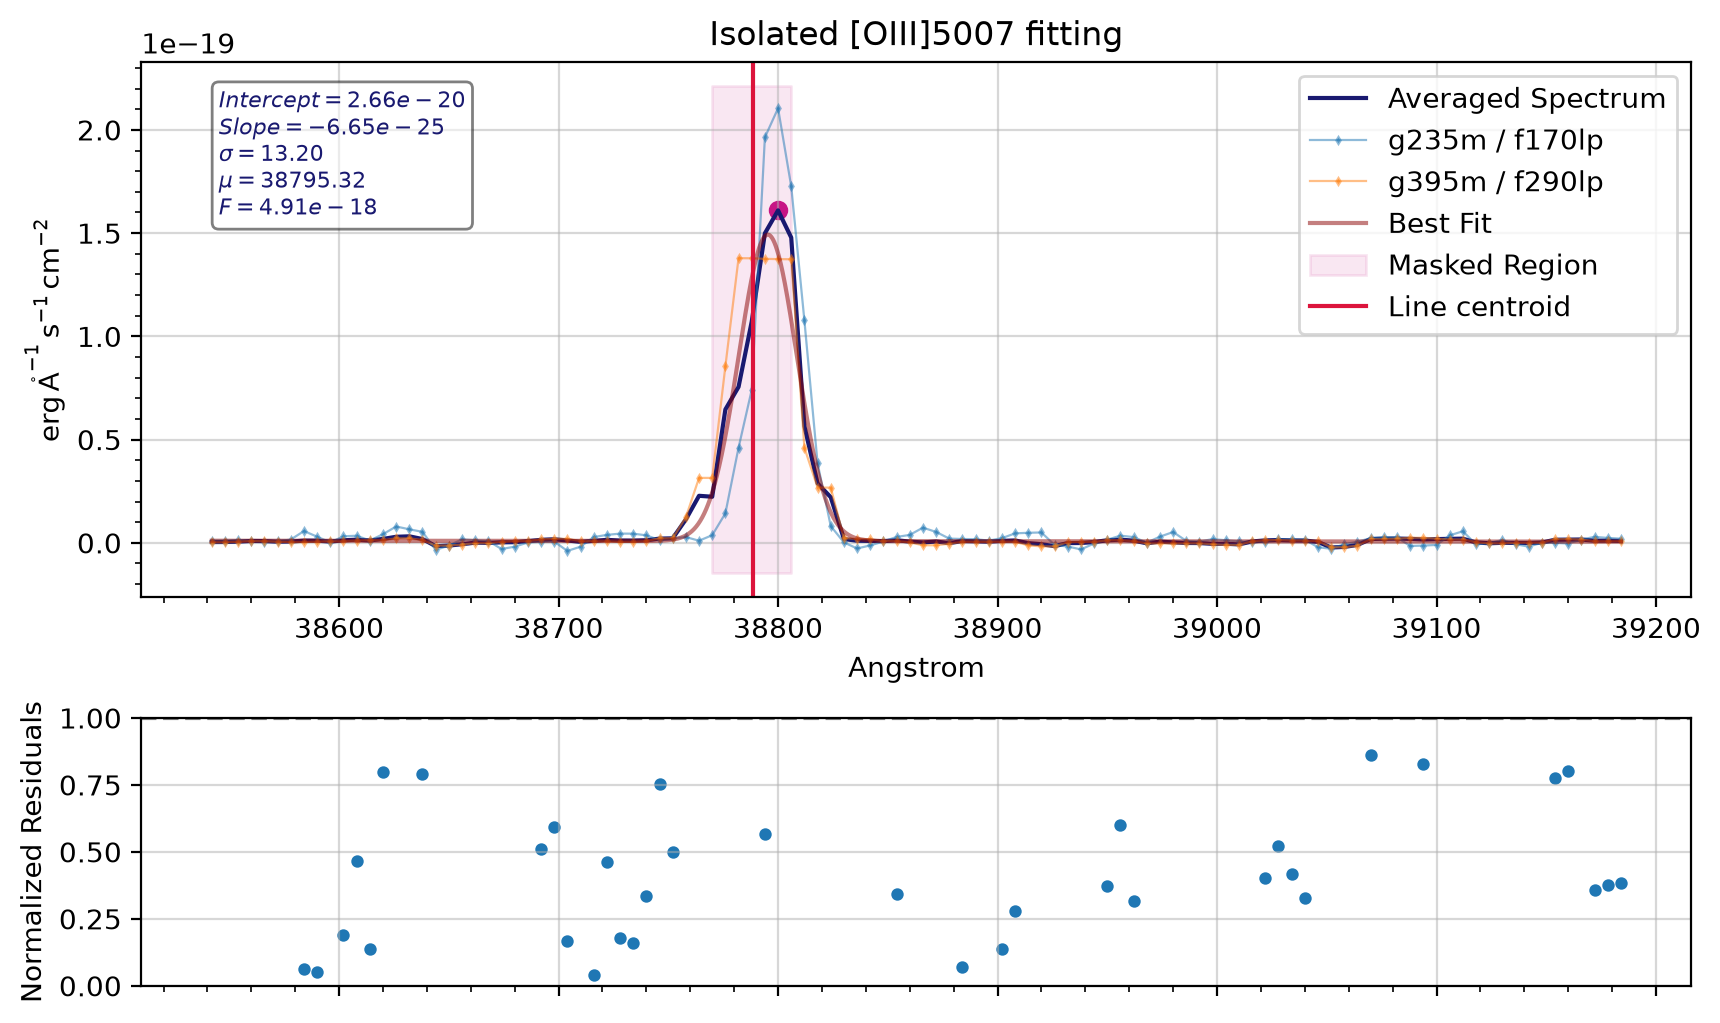 Isolated [OIII]5007 fitting
1e−19
Intercept = 2.66e − 20
Slope = −6.65e − 25
σ = 13.20
μ = 38795.32
F = 4.91e − 18
Averaged Spectrum
g235m / f170lp
g395m / f290lp
Best Fit
Masked Region
Line centroid
erg Å⁻¹ s⁻¹ cm⁻²
2.0
1.5
1.0
0.5
0.0
38600 38700 38800 38900 39000 39100 39200
Angstrom
Normalized Residuals
1.00
0.75
0.50
0.25
0.00